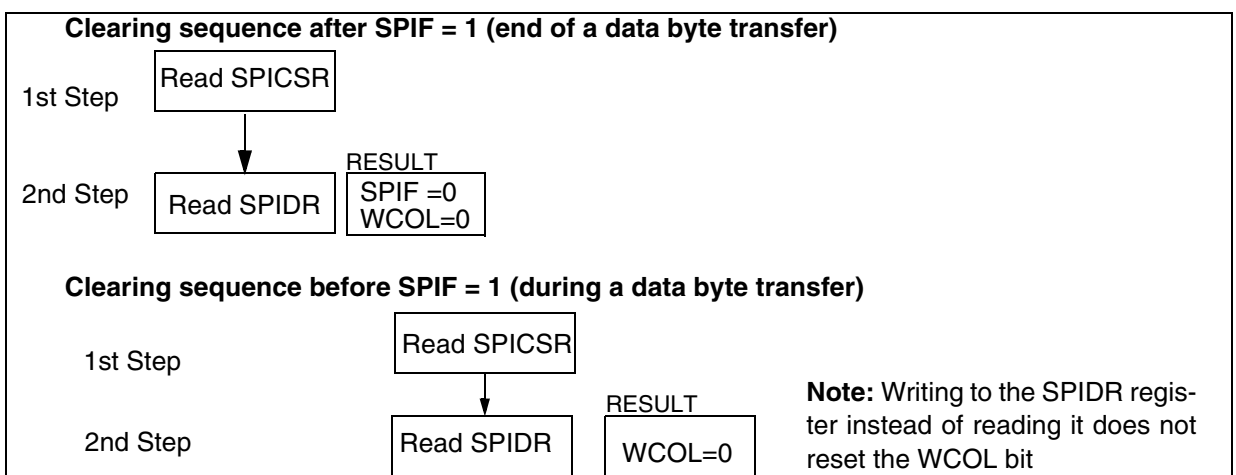 Clearing sequence after SPIF = 1 (end of a data byte transfer)
1st Step
Read SPICSR
2nd Step
Read SPIDR
RESULT
SPIF =0
WCOL=0
Clearing sequence before SPIF = 1 (during a data byte transfer)
1st Step
Read SPICSR
2nd Step
Read SPIDR
RESULT
WCOL=0
Note: Writing to the SPIDR regis-
ter instead of reading it does not
reset the WCOL bit